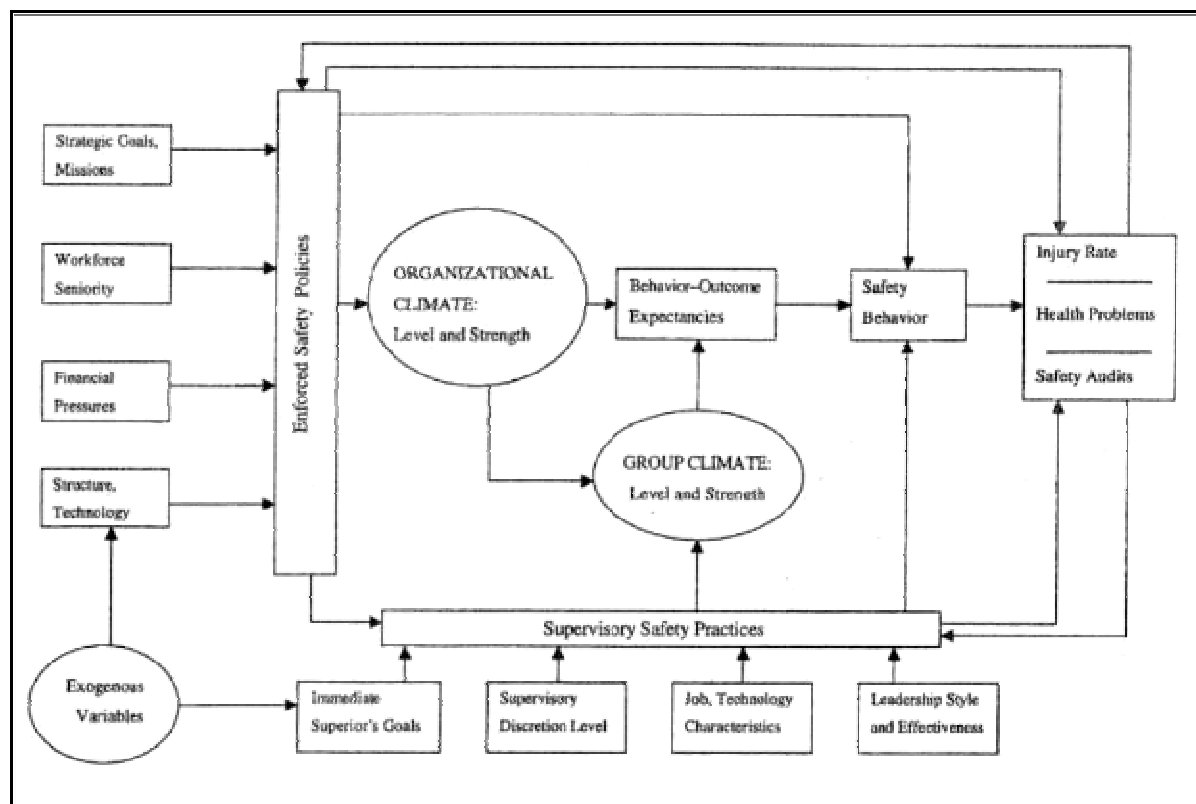 Strategic Goals,
Missions
Workforce
Seniority
Financial
Pressures
Structure,
Technology
Exogenous
Variables
Enforced Safety Policies
ORGANIZATIONAL
CLIMATE:
Level and Strength
Behavior–Outcome
Expectancies
Safety
Behavior
Injury Rate
Health Problems
Safety Audits
GROUP CLIMATE:
Level and Strength
Supervisory Safety Practices
Immediate
Superior's Goals
Supervisory
Discretion Level
Job, Technology
Characteristics
Leadership Style
and Effectiveness